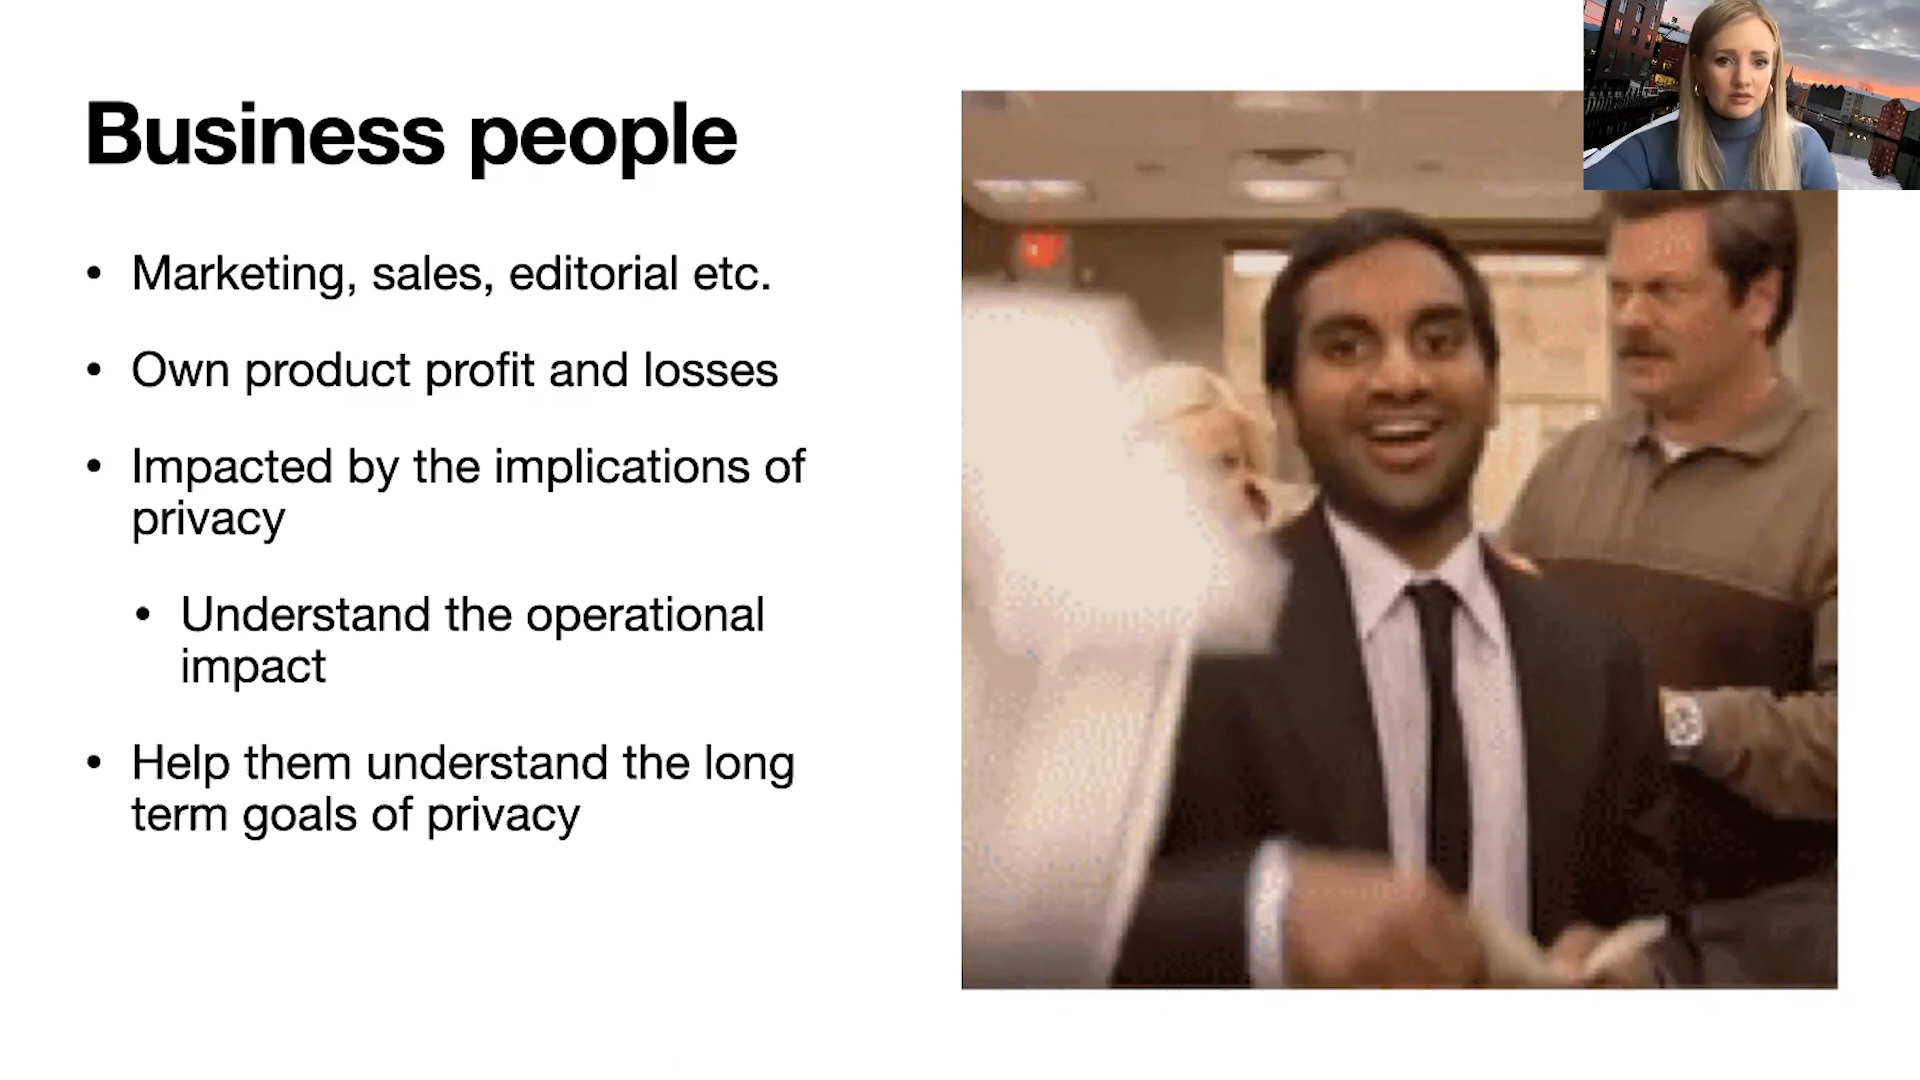 Business people
• Marketing, sales, editorial etc.
• Own product profit and losses
• Impacted by the implications of
privacy
• Understand the operational
impact
• Help them understand the long
term goals of privacy